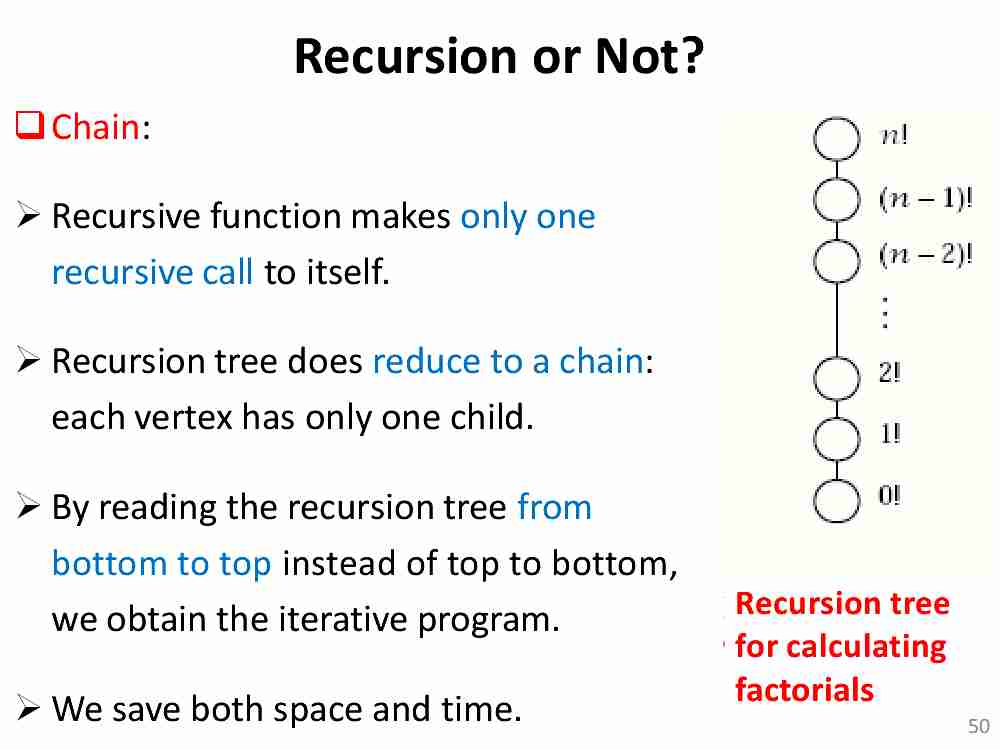 Recursion or Not?
❑ Chain:
➢ Recursive function makes only one
recursive call to itself.
➢ Recursion tree does reduce to a chain:
each vertex has only one child.
➢ By reading the recursion tree from
bottom to top instead of top to bottom,
we obtain the iterative program.
➢ We save both space and time.
n!
(n − 1)!
(n − 2)!
⋮
2!
1!
0!
Recursion tree
for calculating
factorials
50